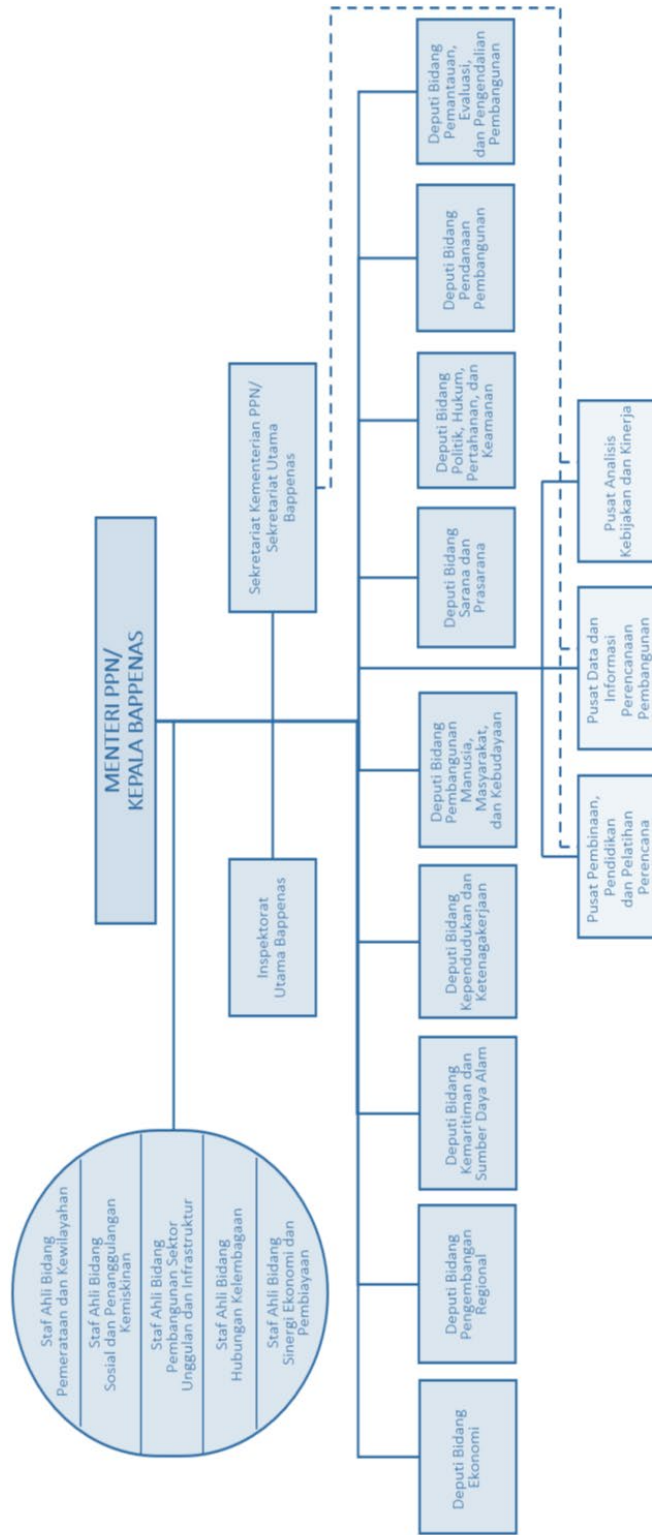 MENTERI PPN/
KEPALA BAPPENAS
Staf Ahli Bidang
Pemerataan dan Kewilayahan
Staf Ahli Bidang
Sosial dan Penanggulangan
Kemiskinan
Staf Ahli Bidang
Pembangunan Sektor
Unggulan dan Infrastruktur
Staf Ahli Bidang
Hubungan Kelembagaan
Staf Ahli Bidang
Sinergi Ekonomi dan
Pembiayaan
Inspektorat
Utama Bappenas
Sekretariat Kementerian PPN/
Sekretariat Utama
Bappenas
Deputi Bidang
Ekonomi
Deputi Bidang
Pengembangan
Regional
Deputi Bidang
Kemaritiman dan
Sumber Daya Alam
Deputi Bidang
Kependudukan dan
Ketenagakerjaan
Deputi Bidang
Pembangunan
Manusia,
Masyarakat,
dan Kebudayaan
Deputi Bidang
Sarana dan
Prasarana
Deputi Bidang
Politik, Hukum,
Pertahanan, dan
Keamanan
Deputi Bidang
Pendanaan
Pembangunan
Deputi Bidang
Pemantauan,
Evaluasi,
dan Pengendalian
Pembangunan
Pusat Pembinaan,
Pendidikan
dan Pelatihan
Perencana
Pusat Data dan
Informasi
Perencanaan
Pembangunan
Pusat Analisis
Kebijakan dan Kinerja